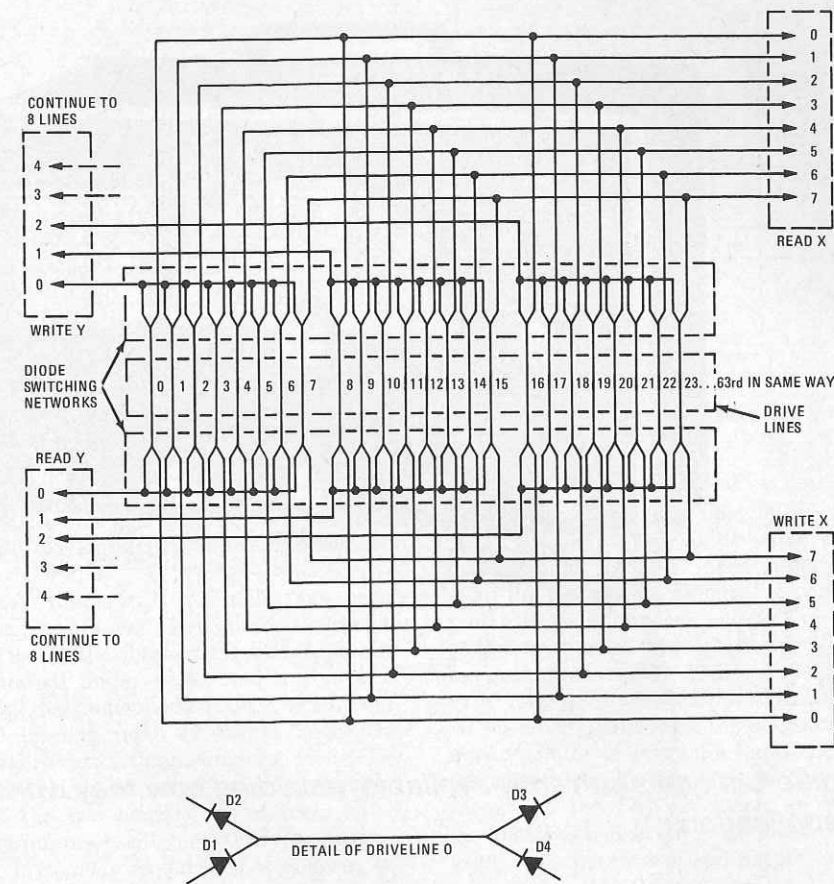 0
1
2
3
4
5
6
7
READ X
CONTINUE TO
8 LINES
4
3
2
1
0
WRITE Y
DIODE
SWITCHING
NETWORKS
0 1 2 3 4 5 6 7 8 9 10 11 12 13 14 15 16 17 18 19 20 21 22 23...63rd IN SAME WAY
DRIVE
LINES
READ Y
0
1
2
3
4
CONTINUE TO
8 LINES
WRITE X
7
6
5
4
3
2
1
0
D2
D3
D1
DETAIL OF DRIVELINE 0
D4